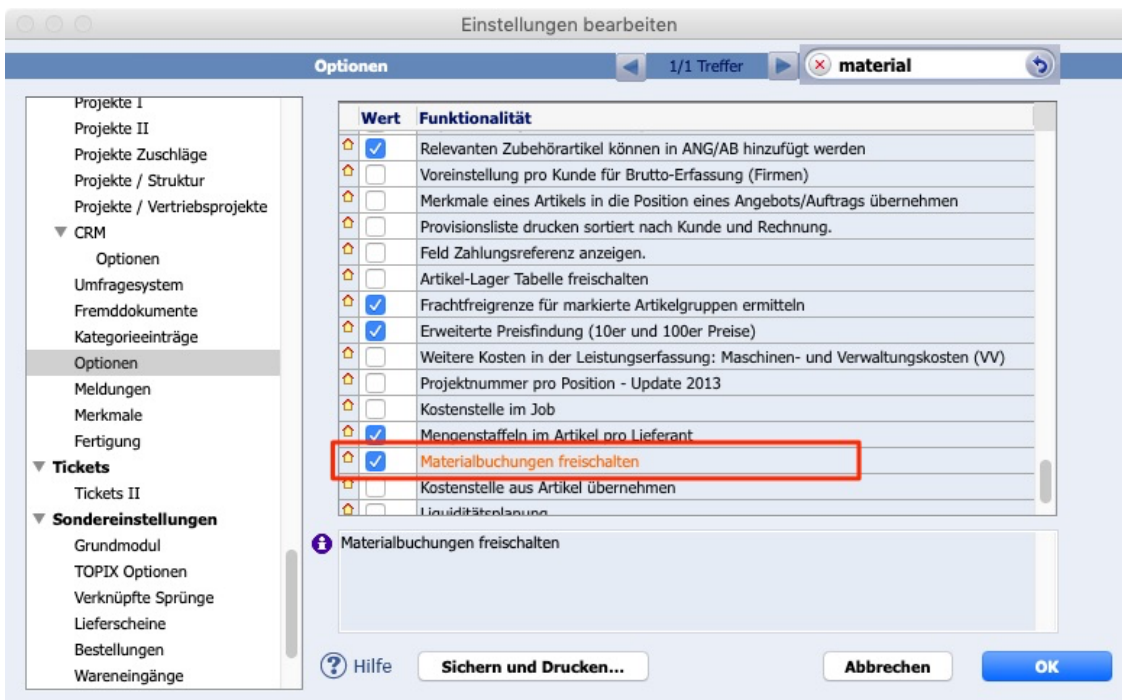 Einstellungen bearbeiten
Optionen
1/1 Treffer
material
Projekte I
Projekte II
Projekte Zuschläge
Projekte / Struktur
Projekte / Vertriebsprojekte
CRM
Optionen
Umfragesystem
Fremddokumente
Kategorieeinträge
Optionen
Meldungen
Merkmale
Fertigung
Tickets
Tickets II
Sondereinstellungen
Grundmodul
TOPIX Optionen
Verknüpfte Sprünge
Lieferscheine
Bestellungen
Wareneingänge
Wert Funktionalität
Relevanten Zubehörartikel können in ANG/AB hinzufügt werden
Voreinstellung pro Kunde für Brutto-Erfassung (Firmen)
Merkmale eines Artikels in die Position eines Angebots/Auftrags übernehmen
Provisionsliste drucken sortiert nach Kunde und Rechnung.
Feld Zahlungsreferenz anzeigen.
Artikel-Lager Tabelle freischalten
Frachtfreigrenze für markierte Artikelgruppen ermitteln
Erweiterte Preisfindung (10er und 100er Preise)
Weitere Kosten in der Leistungserfassung: Maschinen- und Verwaltungskosten (VV)
Projektnummer pro Position - Update 2013
Kostenstelle im Job
Mengenstaffeln im Artikel pro Lieferant
Materialbuchungen freischalten
Kostenstelle aus Artikel übernehmen
Liquiditätsplanung
Materialbuchungen freischalten
Hilfe
Sichern und Drucken...
Abbrechen
OK